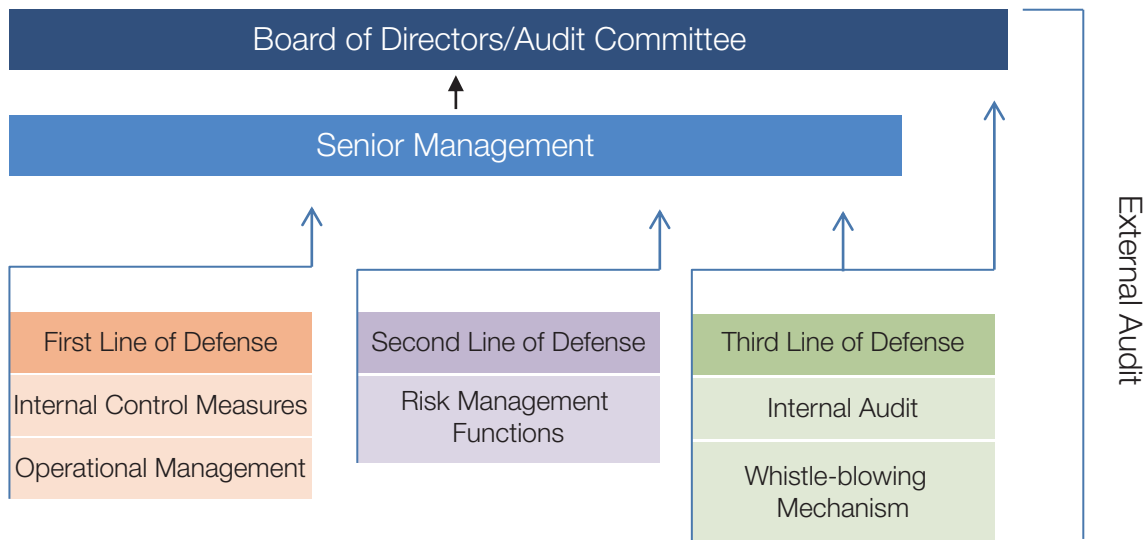 Board of Directors/Audit Committee
Senior Management
First Line of Defense
Internal Control Measures
Operational Management
Second Line of Defense
Risk Management
Functions
Third Line of Defense
Internal Audit
Whistle-blowing
Mechanism
External Audit